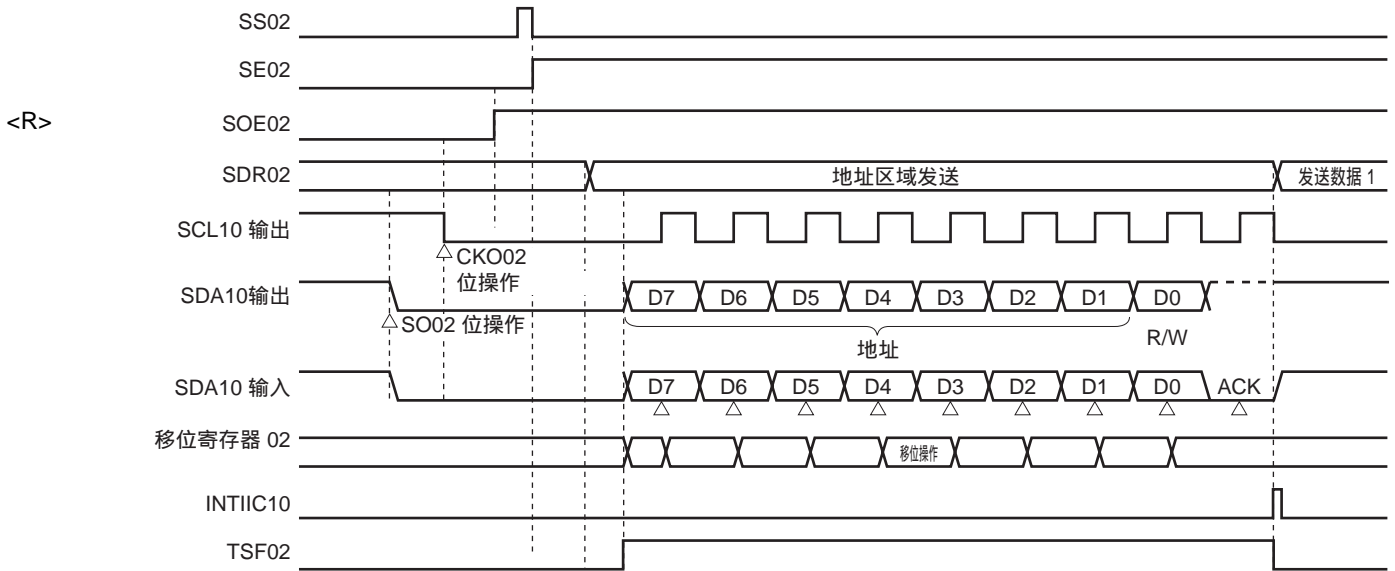 SS02
SE02
<R>
SOE02
SDR02
地址区域发送
发送数据 1
SCL10 输出
△CKO02
位操作
SDA10输出
D7 D6 D5 D4 D3 D2 D1 D0
△SO02 位操作
地址
R/W
SDA10 输入
D7 D6 D5 D4 D3 D2 D1 D0 ACK
移位寄存器 02
移位操作
INTIIC10
TSF02